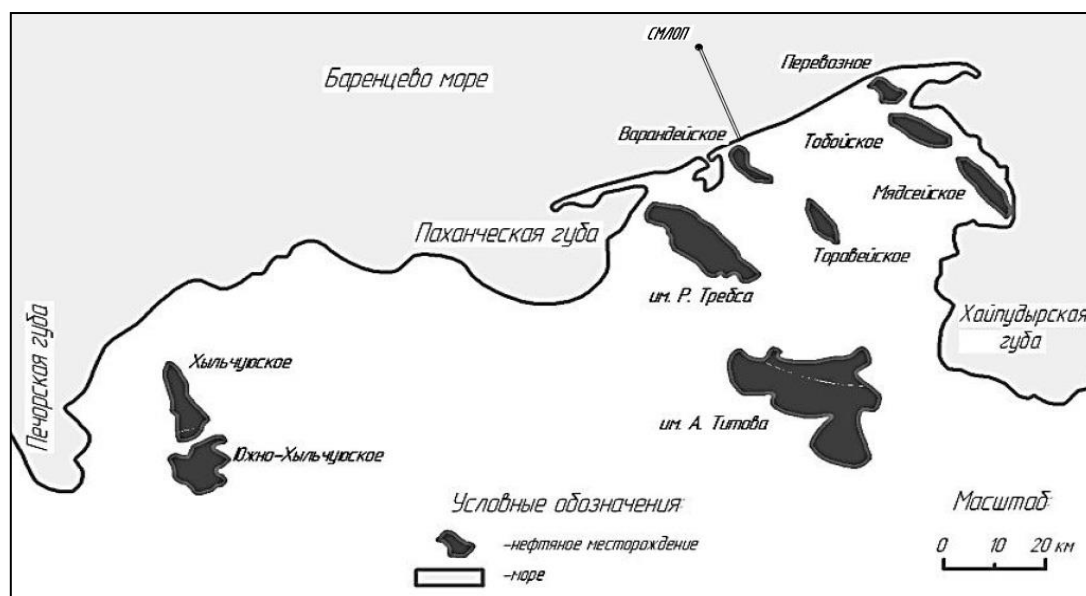 СМЛОП
Перевозное
Баренцево море
Варандейское
Тобойское
Мядсейское
Паханческая губа
Торавейское
им. Р. Требса
Хайпудырская
губа
Печорская губа
Хыльчуюское
им. А. Титова
Южно-Хыльчуюское
Условные обозначения:
Масштаб:
-нефтяное месторождение
0 10 20 км
-море